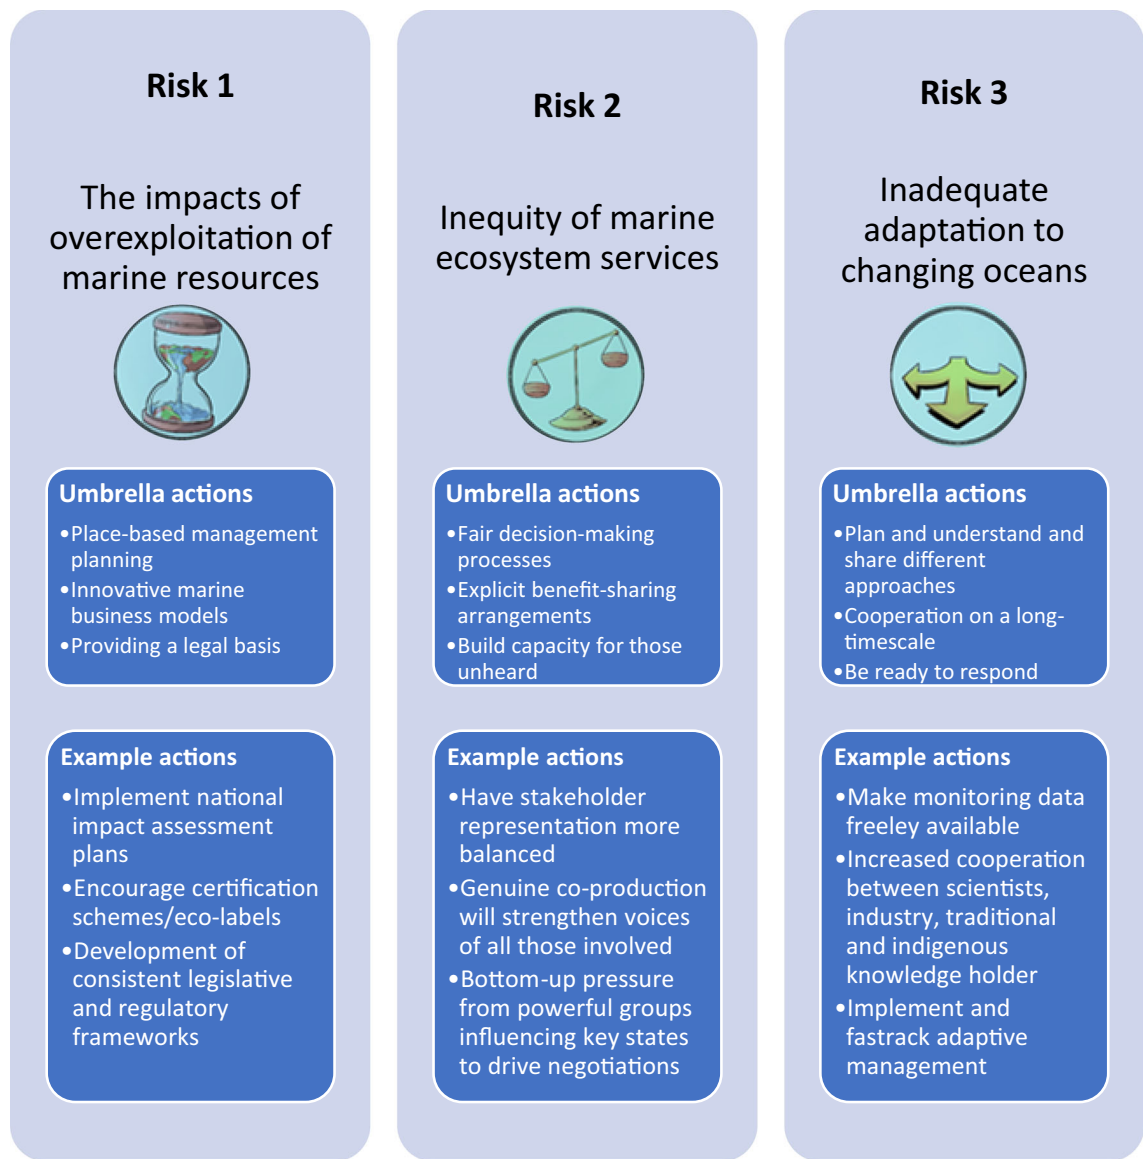 Risk 1
The impacts of
overexploitation of
marine resources
Umbrella actions
•Place-based management
planning
•Innovative marine
business models
•Providing a legal basis
Example actions
•Implement national
impact assessment
plans
•Encourage certification
schemes/eco-labels
•Development of
consistent legislative
and regulatory
frameworks
Risk 2
Inequity of marine
ecosystem services
Umbrella actions
•Fair decision-making
processes
•Explicit benefit-sharing
arrangements
•Build capacity for those
unheard
Example actions
•Have stakeholder
representation more
balanced
•Genuine co-production
will strengthen voices
of all those involved
•Bottom-up pressure
from powerful groups
influencing key states
to drive negotiations
Risk 3
Inadequate
adaptation to
changing oceans
Umbrella actions
•Plan and understand and
share different
approaches
•Cooperation on a long-
timescale
•Be ready to respond
Example actions
•Make monitoring data
freeley available
•Increased cooperation
between scientists,
industry, traditional
and indigenous
knowledge holder
•Implement and
fastrack adaptive
management